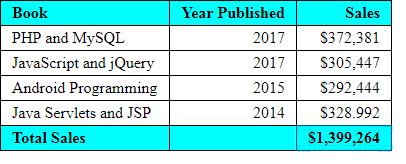 Book Year Published Sales
PHP and MySQL 2017 $372,381
JavaScript and jQuery 2017 $305,447
Android Programming 2015 $292,444
Java Servlets and JSP 2014 $328.992
Total Sales $1,399,264